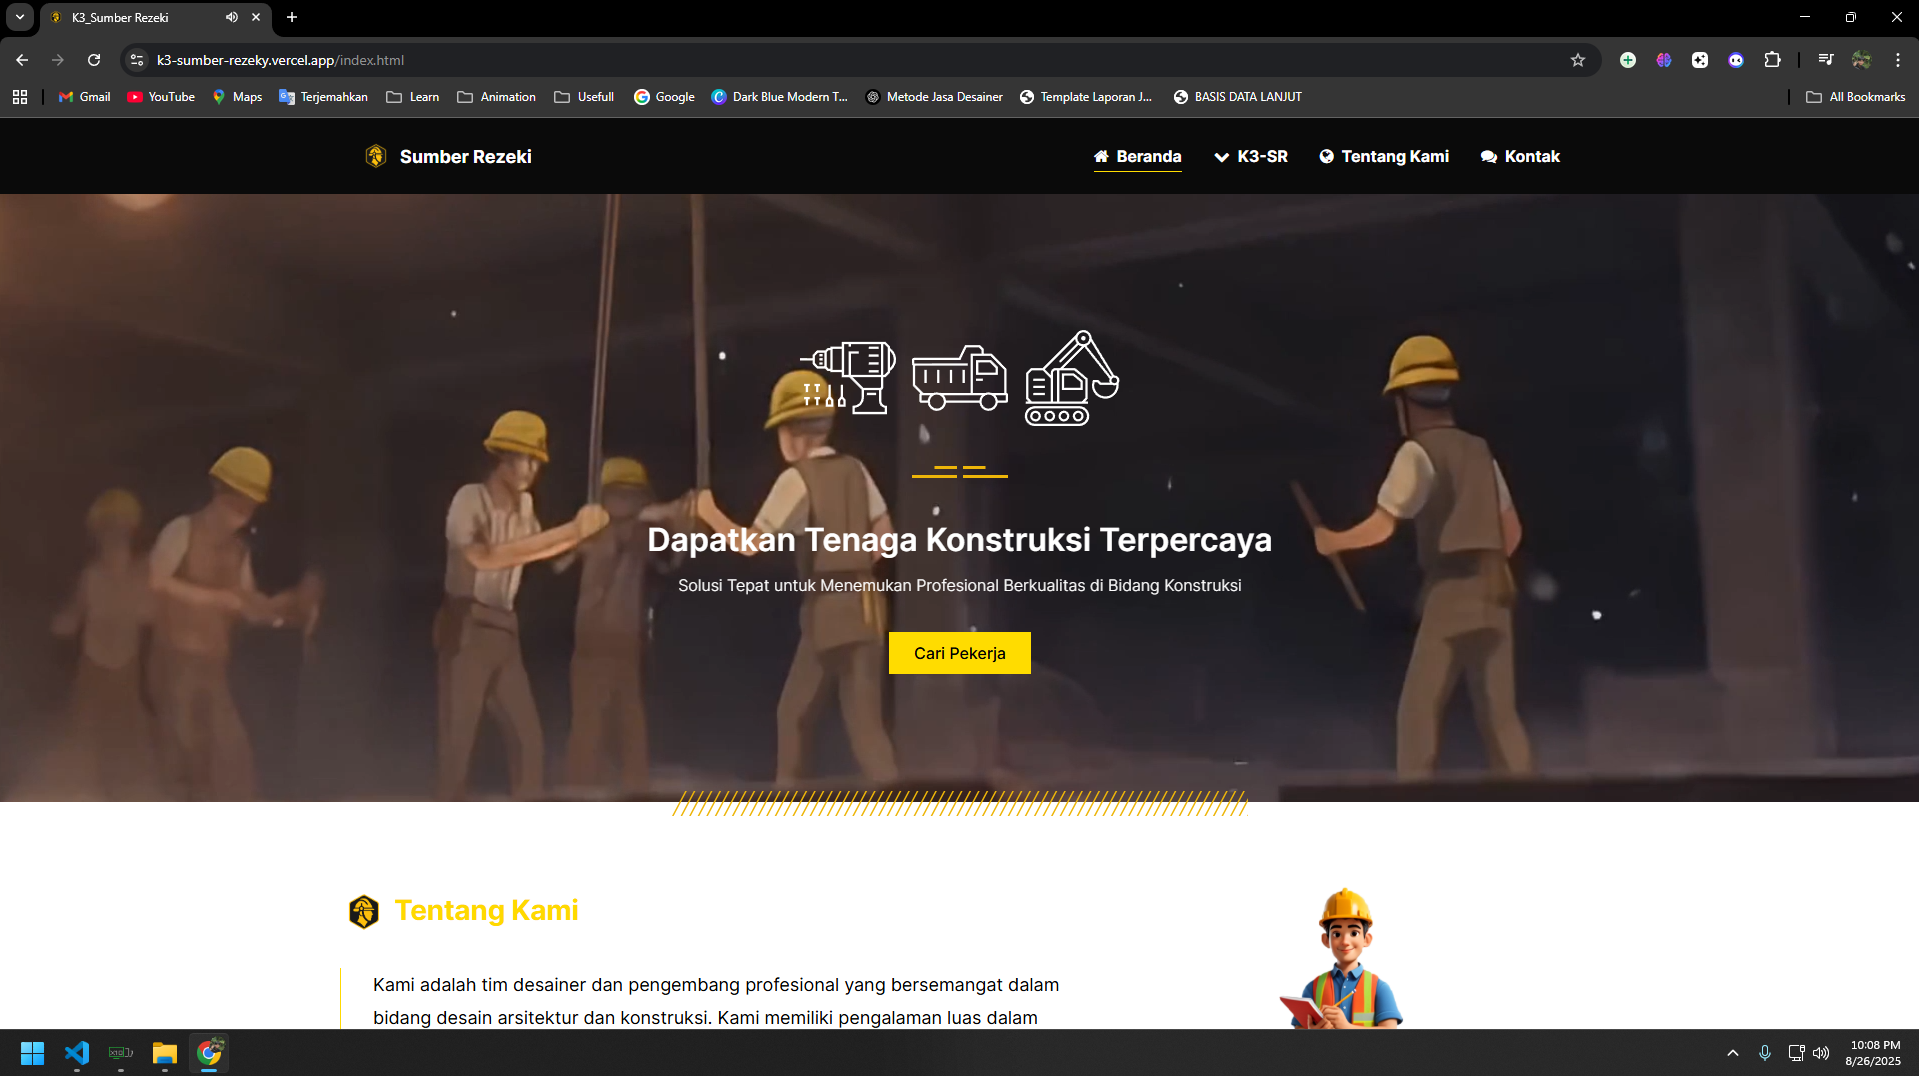 K3_Sumber Rezeki
k3-sumber-rezeky.vercel.app/index.html
Gmail YouTube Maps Terjemahkan Learn Animation Usefull Google Dark Blue Modern T... Metode Jasa Desainer Template Laporan J... BASIS DATA LANJUT All Bookmarks
Sumber Rezeki Beranda K3-SR Tentang Kami Kontak
Dapatkan Tenaga Konstruksi Terpercaya
Solusi Tepat untuk Menemukan Profesional Berkualitas di Bidang Konstruksi
Cari Pekerja
Tentang Kami
Kami adalah tim desainer dan pengembang profesional yang bersemangat dalam
bidang desain arsitektur dan konstruksi. Kami memiliki pengalaman luas dalam
10:08 PM
8/26/2025